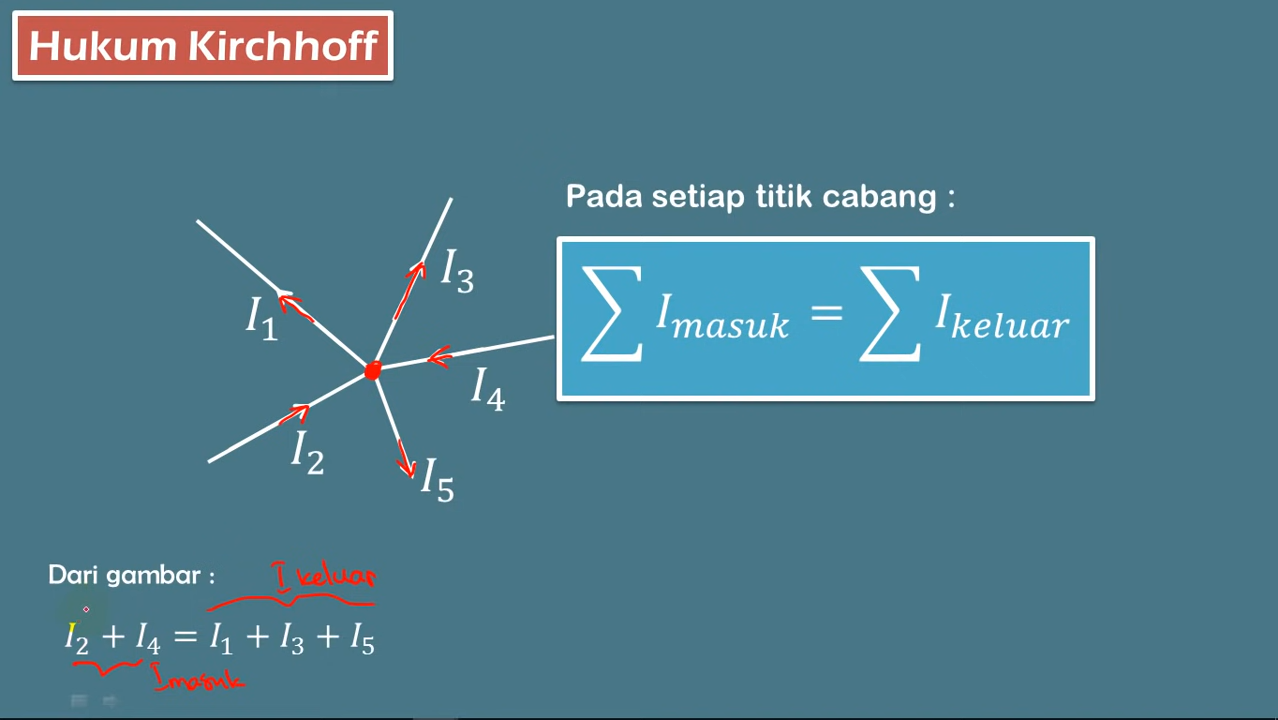 Hukum Kirchhoff
Pada setiap titik cabang :
∑ I_masuk = ∑ I_keluar
I₁
I₂
I₃
I₄
I₅
Dari gambar :
I keluar
I₂ + I₄ = I₁ + I₃ + I₅
I masuk